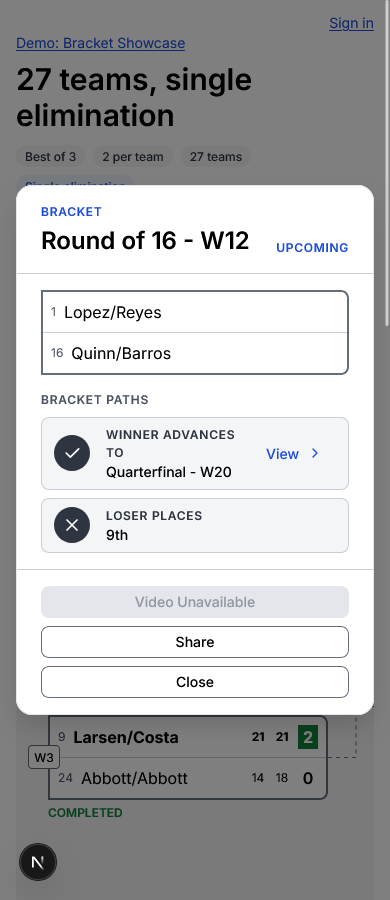 Sign in
Demo: Bracket Showcase
27 teams, single
elimination
Best of 3 2 per team 27 teams
Single elimination
BRACKET
Round of 16 - W12 UPCOMING
1 Lopez/Reyes
16 Quinn/Barros
BRACKET PATHS
WINNER ADVANCES
TO
Quarterfinal - W20
View
LOSER PLACES
9th
Video Unavailable
Share
Close
9 Larsen/Costa 21 21 2
W3
24 Abbott/Abbott 14 18 0
COMPLETED
N